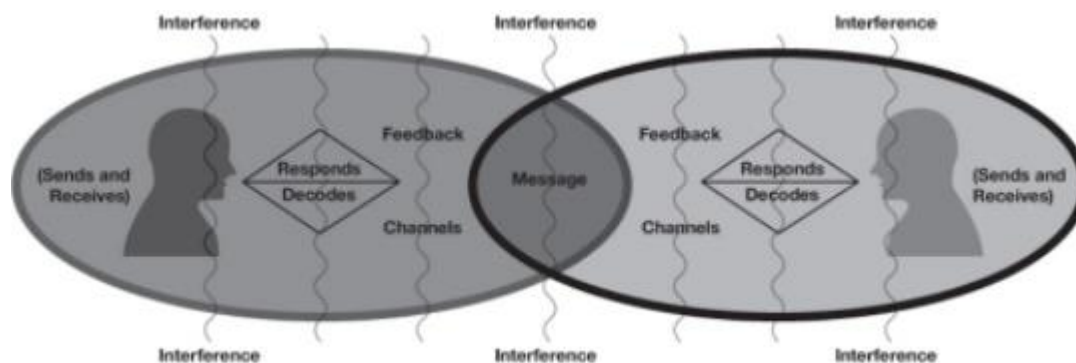 Interference Interference Interference
Feedback Feedback
(Sends and Receives)
Responds
Decodes
Message
Responds
Decodes
(Sends and Receives)
Channels Channels
Interference Interference Interference